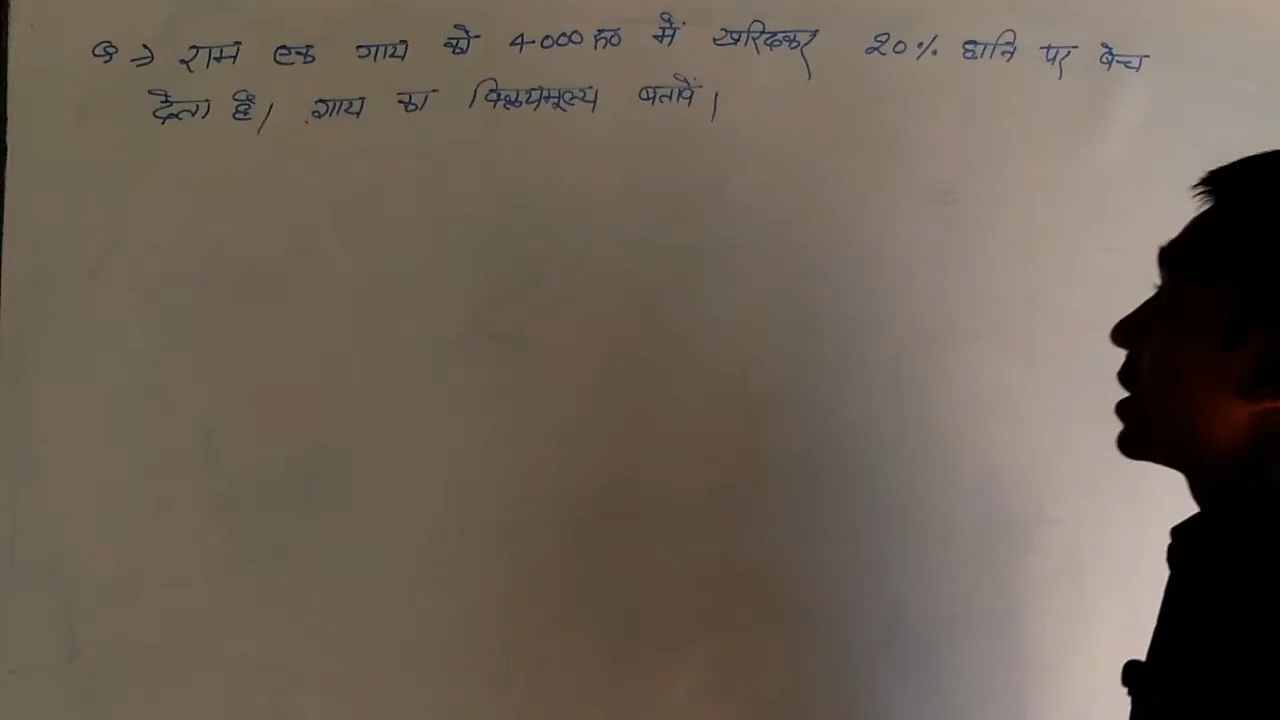 Q → राम एक गाय को 4000 रु० में खरिदकर 20% हानि पर बेच
देता है। गाय का विक्रयमूल्य बतावें।